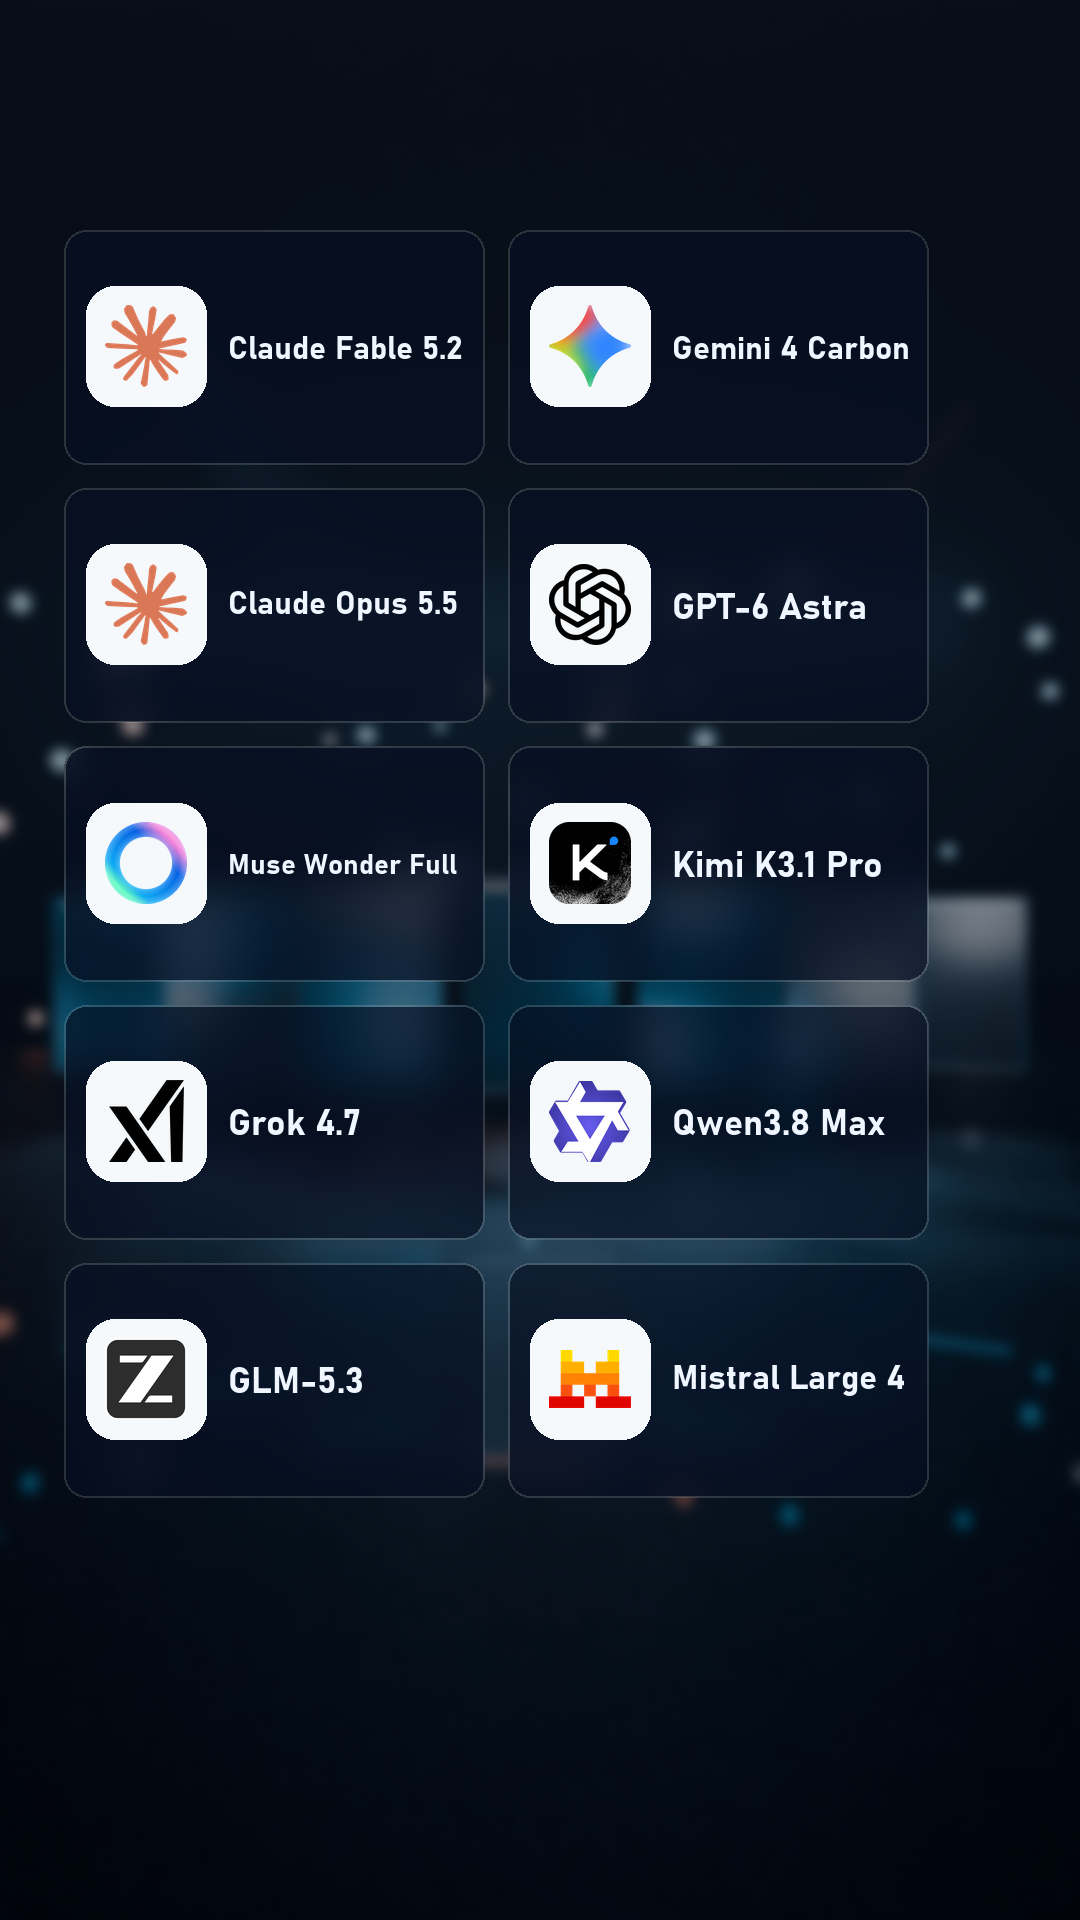 Claude Fable 5.2
Gemini 4 Carbon
Claude Opus 5.5
GPT-6 Astra
Muse Wonder Full
Kimi K3.1 Pro
Grok 4.7
Qwen3.8 Max
GLM-5.3
Mistral Large 4